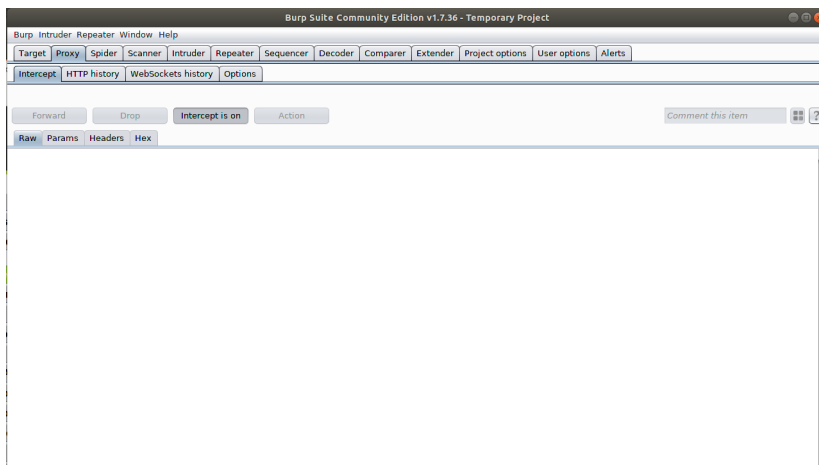 Burp Suite Community Edition v1.7.36 - Temporary Project
Burp Intruder Repeater Window Help
Target Proxy Spider Scanner Intruder Repeater Sequencer Decoder Comparer Extender Project options User options Alerts
Intercept HTTP history WebSockets history Options
Forward Drop Intercept is on Action Comment this item ?
Raw Params Headers Hex